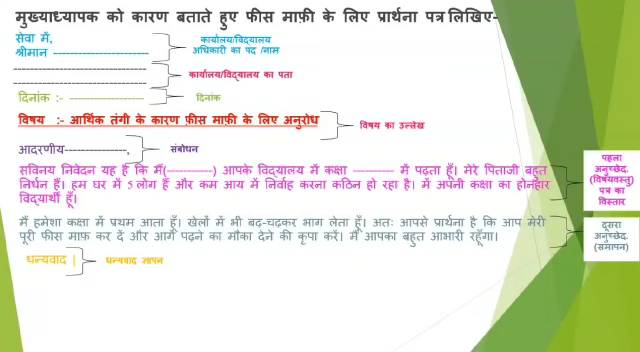 मुख्याध्यापक को कारण बताते हुए फीस माफ़ी के लिए प्रार्थना पत्र लिखिए-
सेवा में,
श्रीमान -----------------------
कार्यालय/विद्यालय
अधिकारी का पद /नाम
--------------------------------
--------------------------------
कार्यालय/विद्यालय का पता
दिनांक :- ------------------
दिनांक
विषय :- आर्थिक तंगी के कारण फ़ीस माफ़ी के लिए अनुरोध
विषय का उल्लेख
आदरणीय---------------,
संबोधन
सविनय निवेदन यह है कि मैं(-----------) आपके विद्यालय में कक्षा ---------- में पढ़ता हूँ। मेरे पिताजी बहुत
निर्धन हैं। हम घर में 5 लोग हैं और कम आय में निर्वाह करना कठिन हो रहा है। में अपनी कक्षा का होनहार
विद्यार्थी हूँ।
पहला
अनुच्छेद.
(विषयवस्तु)
पत्र का
विस्तार
मैं हमेशा कक्षा में प्रथम आता हूँ। खेलों में भी बढ़-चढ़कर भाग लेता हूँ। अतः आपसे प्रार्थना है कि आप मेरी
पूरी फीस माफ़ कर दें और आगे पढ़ने का मौका देने की कृपा करें। मैं आपका बहुत आभारी रहूँगा।
दूसरा
अनुच्छेद.
(समापन)
धन्यवाद |
धन्यवाद ज्ञापन